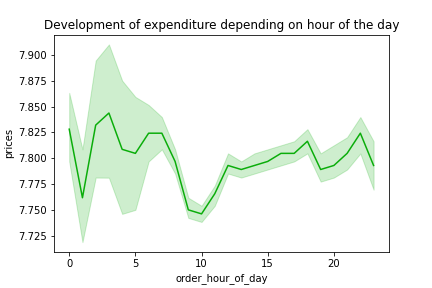 Development of expenditure depending on hour of the day
7.900
7.875
7.850
7.825
7.800
7.775
7.750
7.725
prices
0 5 10 15 20
order_hour_of_day